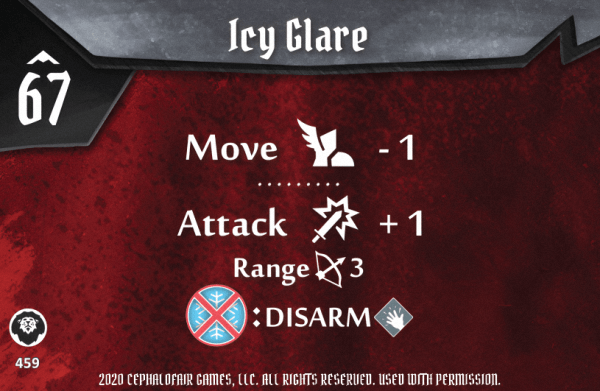 Icy Glare
67
Move - 1
Attack + 1
Range 3
: DISARM
459
2020 CEPHALOFAIR GAMES, LLC. ALL RIGHTS RESERVED. USED WITH PERMISSION.